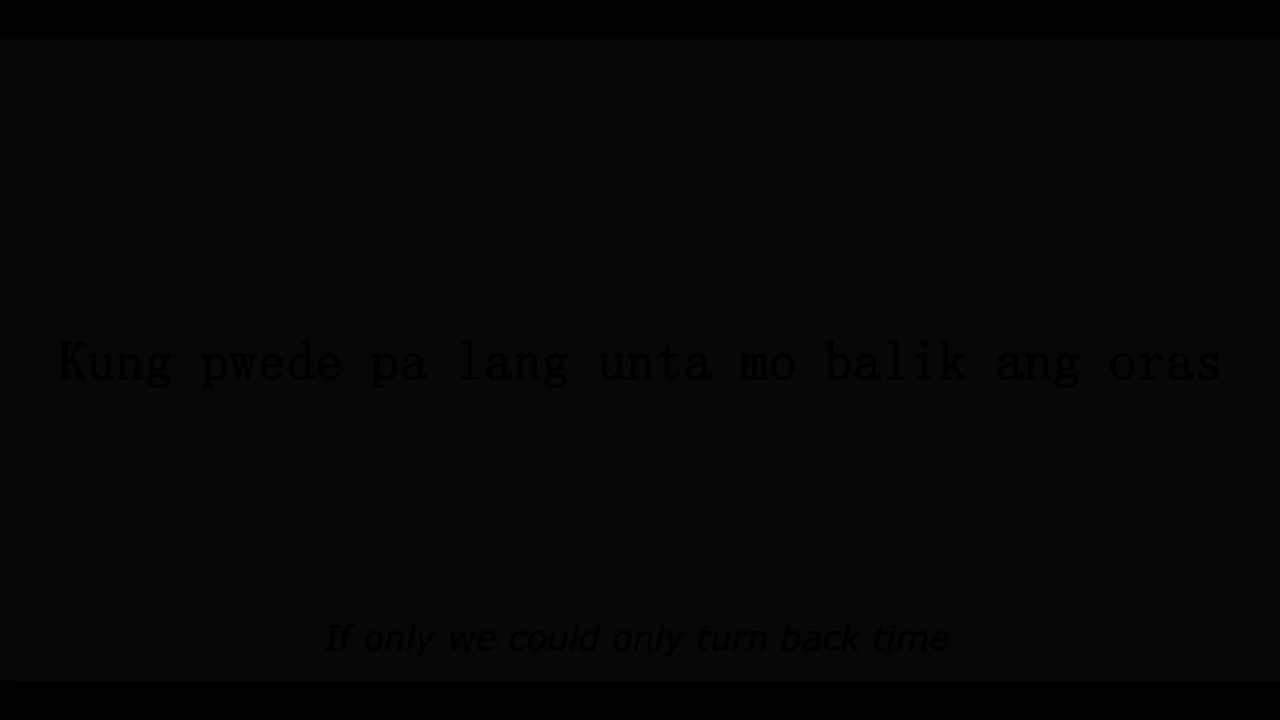 Kung pwede pa lang unta mo balik ang oras
If only we could only turn back time